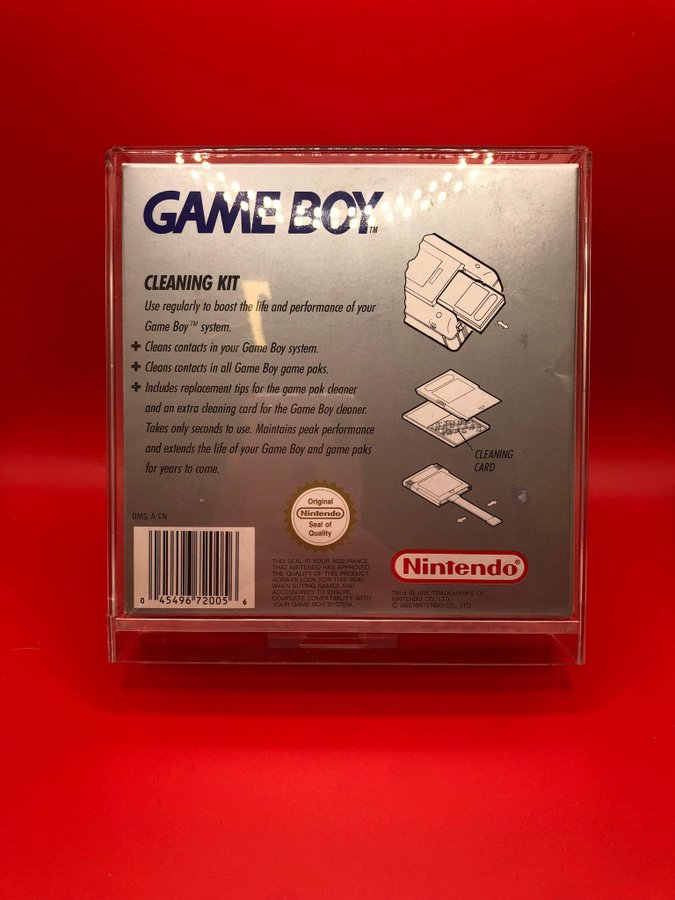 GAME BOY™
CLEANING KIT
Use regularly to boost the life and performance of your
Game Boy™ system.
+ Cleans contacts in your Game Boy system.
+ Cleans contacts in all Game Boy game paks.
+ Includes replacement tips for the game pak cleaner
and an extra cleaning card for the Game Boy cleaner.
Takes only seconds to use. Maintains peak performance
and extends the life of your Game Boy and game paks
for years to come.
CLEANING
CARD
DMG A CN
Original
Nintendo
Seal of
Quality
0 45496 72005 6
THIS SEAL IS YOUR ASSURANCE
THAT NINTENDO HAS APPROVED
THE QUALITY OF THIS PRODUCT.
ALWAYS LOOK FOR THIS SEAL
WHEN BUYING GAMES AND
ACCESSORIES TO ENSURE
COMPLETE COMPATIBILITY WITH
YOUR GAME BOY SYSTEM.
Nintendo®
TM & ® ARE TRADEMARKS OF
NINTENDO CO., LTD.
© 1992 NINTENDO CO., LTD.